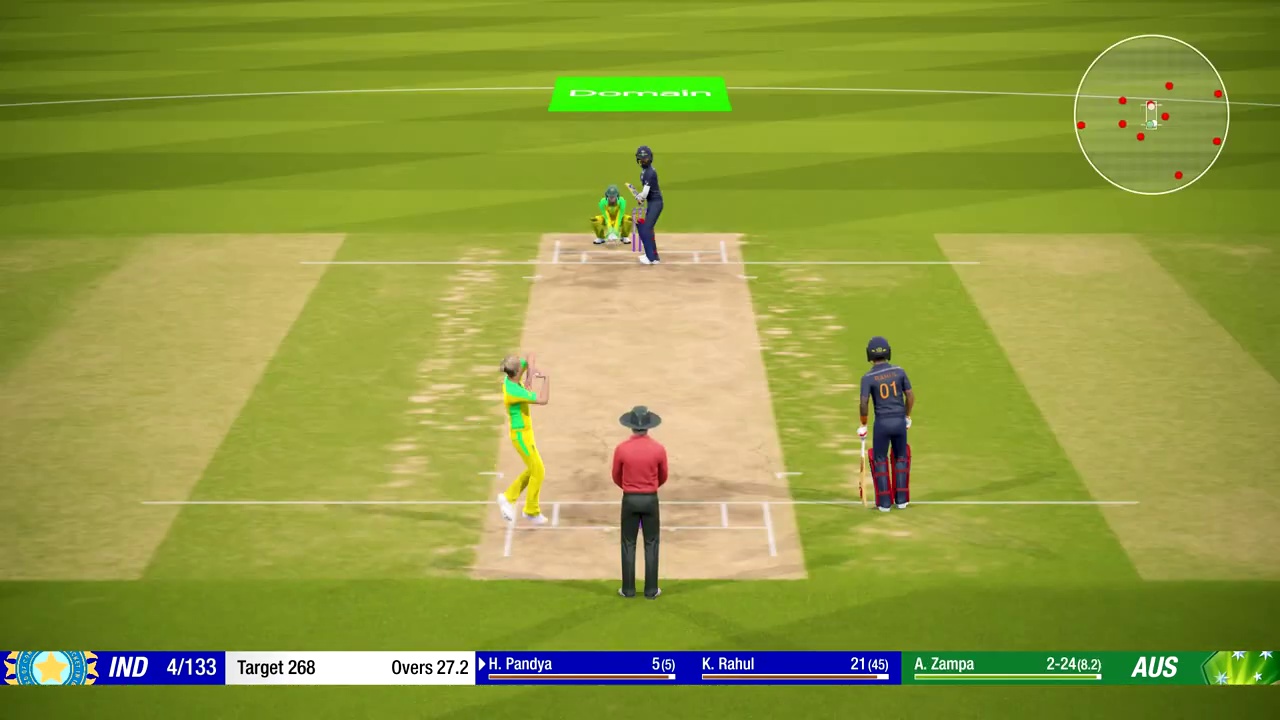 Domain
01
IND 4/133 Target 268 Overs 27.2 H. Pandya 5(5) K. Rahul 21(45) A. Zampa 2-24(8.2) AUS